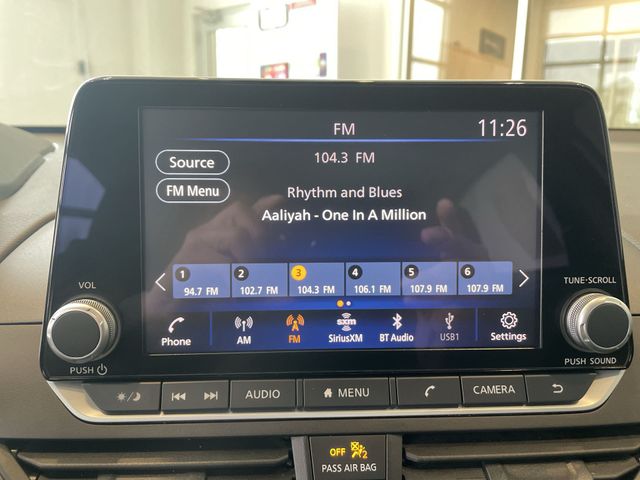 FM
11:26
Source
104.3 FM
FM Menu
Rhythm and Blues
Aaliyah - One In A Million
1 2 3 4 5 6
94.7 FM 102.7 FM 104.3 FM 106.1 FM 107.9 FM 107.9 FM
VOL
TUNE·SCROLL
sxm
Phone AM FM SiriusXM BT Audio USB1 Settings
PUSH
PUSH SOUND
AUDIO
MENU
CAMERA
OFF 2
PASS AIR BAG